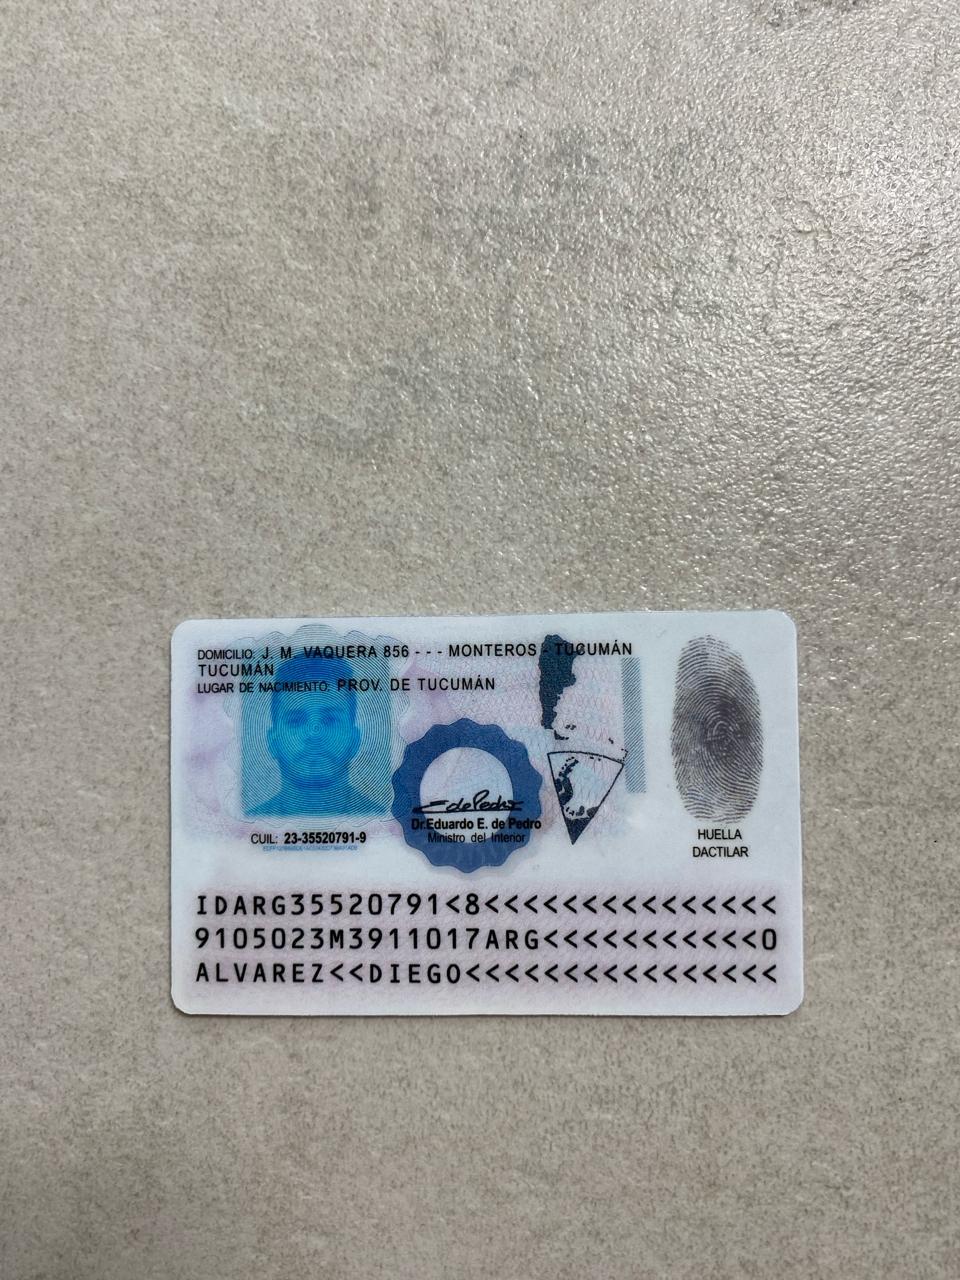 DOMICILIO: J. M. VAQUERA 856 - - - MONTEROS - TUCUMÁN
TUCUMÁN
LUGAR DE NACIMIENTO: PROV. DE TUCUMÁN
EdePedro
Dr. Eduardo E. de Pedro
Ministro del Interior
CUIL: 23-35520791-9
HUELLA
DACTILAR
IDARG35520791<8<<<<<<<<<<<<<<<
9105023M3911017ARG<<<<<<<<<<<0
ALVAREZ<<DIEGO<<<<<<<<<<<<<<<<